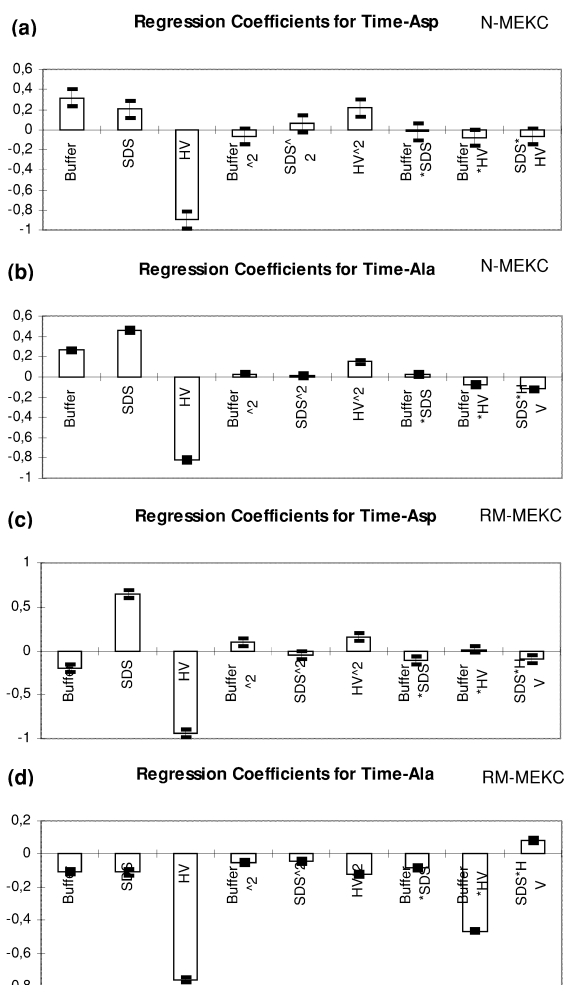 (a) Regression Coefficients for Time-Asp N-MEKC
0,6
0,4
0,2
0
-0,2
-0,4
-0,6
-0,8
-1
Buffer
SDS
HV
Buffer
^2
SDS^
2
HV^2
Buffer
*SDS
Buffer
*HV
SDS*
HV
(b) Regression Coefficients for Time-Ala N-MEKC
0,6
0,4
0,2
0
-0,2
-0,4
-0,6
-0,8
-1
Buffer
SDS
HV
Buffer
^2
SDS^2
HV^2
Buffer
*SDS
Buffer
*HV
SDS*H
V
(c) Regression Coefficients for Time-Asp RM-MEKC
1
0,5
0
-0,5
-1
Buffer
SDS
HV
Buffer
^2
SDS^2
HV^2
Buffer
*SDS
Buffer
*HV
SDS*H
V
(d) Regression Coefficients for Time-Ala RM-MEKC
0,2
0
-0,2
-0,4
-0,6
-0,8
Buffer
SDS
HV
Buffer
^2
SDS^2
HV^2
Buffer
*SDS
Buffer
*HV
SDS*H
V